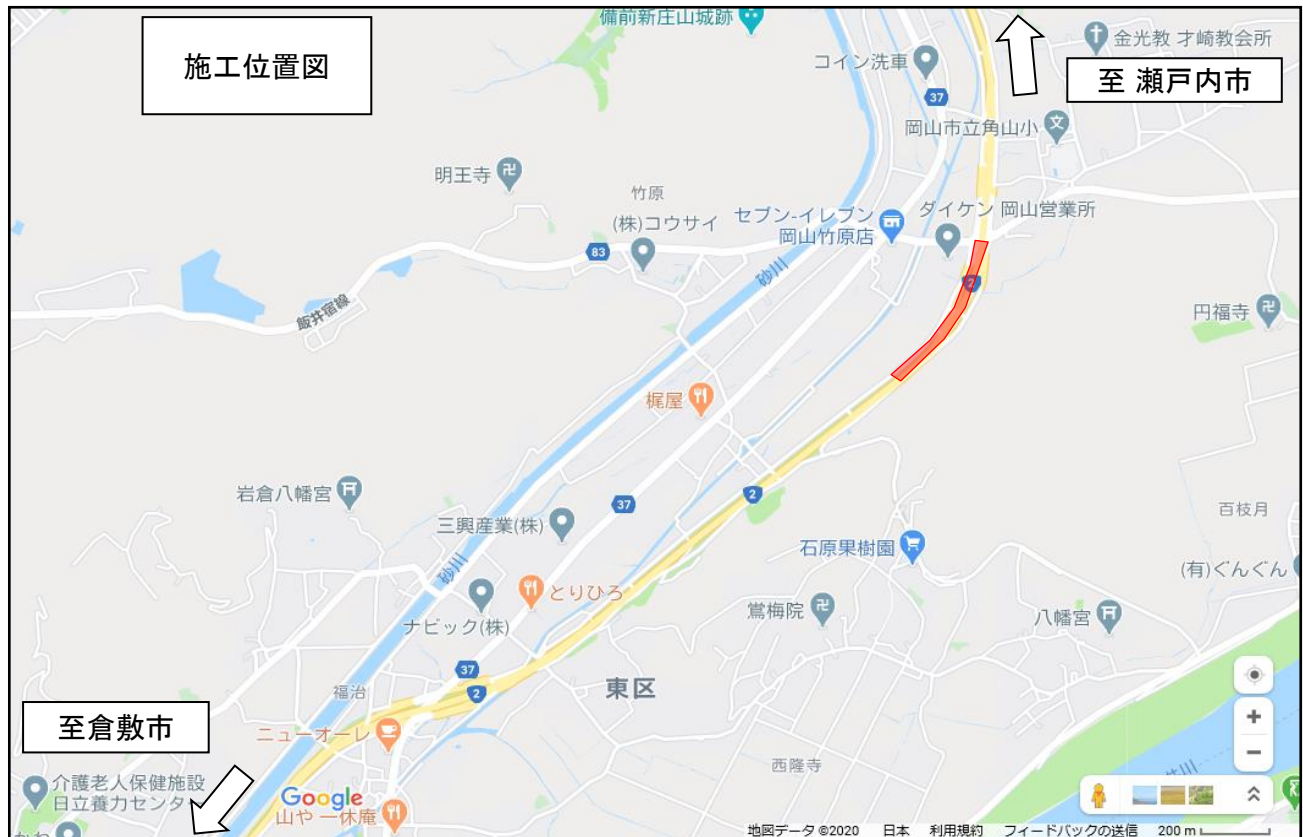 施工位置図
備前新庄山城跡
コイン洗車
金光教 才崎教会所
至 瀬戸内市
37
岡山市立角山小
明王寺
竹原
(株)コウサイ
セブン-イレブン
岡山竹原店
ダイケン 岡山営業所
83
砂川
2
飯井宿線
円福寺
梶屋
岩倉八幡宮
37
2
百枝月
三興産業(株)
石原果樹園
(有)ぐんぐん
砂川
とりひろ
ナビック(株)
鴬梅院
八幡宮
37
2
東区
福治
至倉敷市
ニューオーレ
西隆寺
介護老人保健施設
日立養力センタ
Google
山や 一休庵
井川
地図データ ©2020 日本 利用規約 フィードバックの送信 200 m